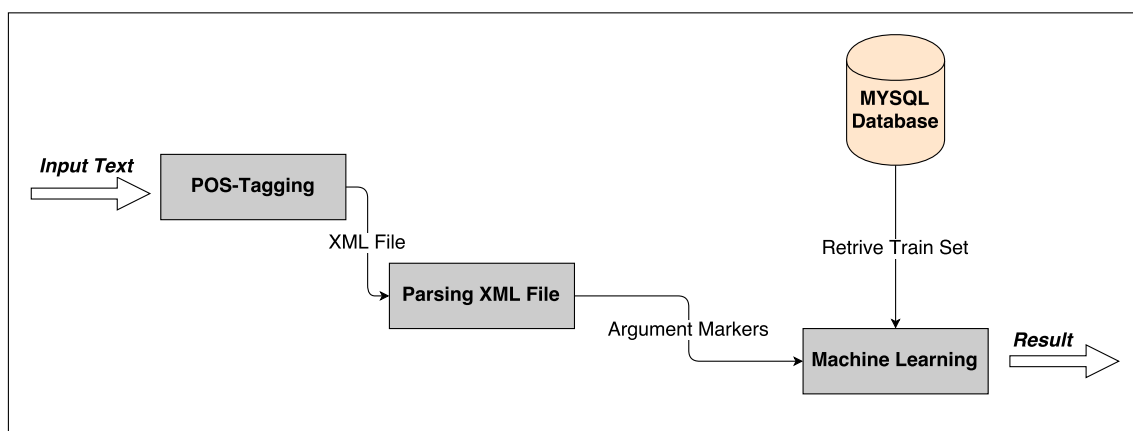 MYSQL
Database
Input Text
POS-Tagging
XML File
Retrive Train Set
Parsing XML File
Argument Markers
Result
Machine Learning